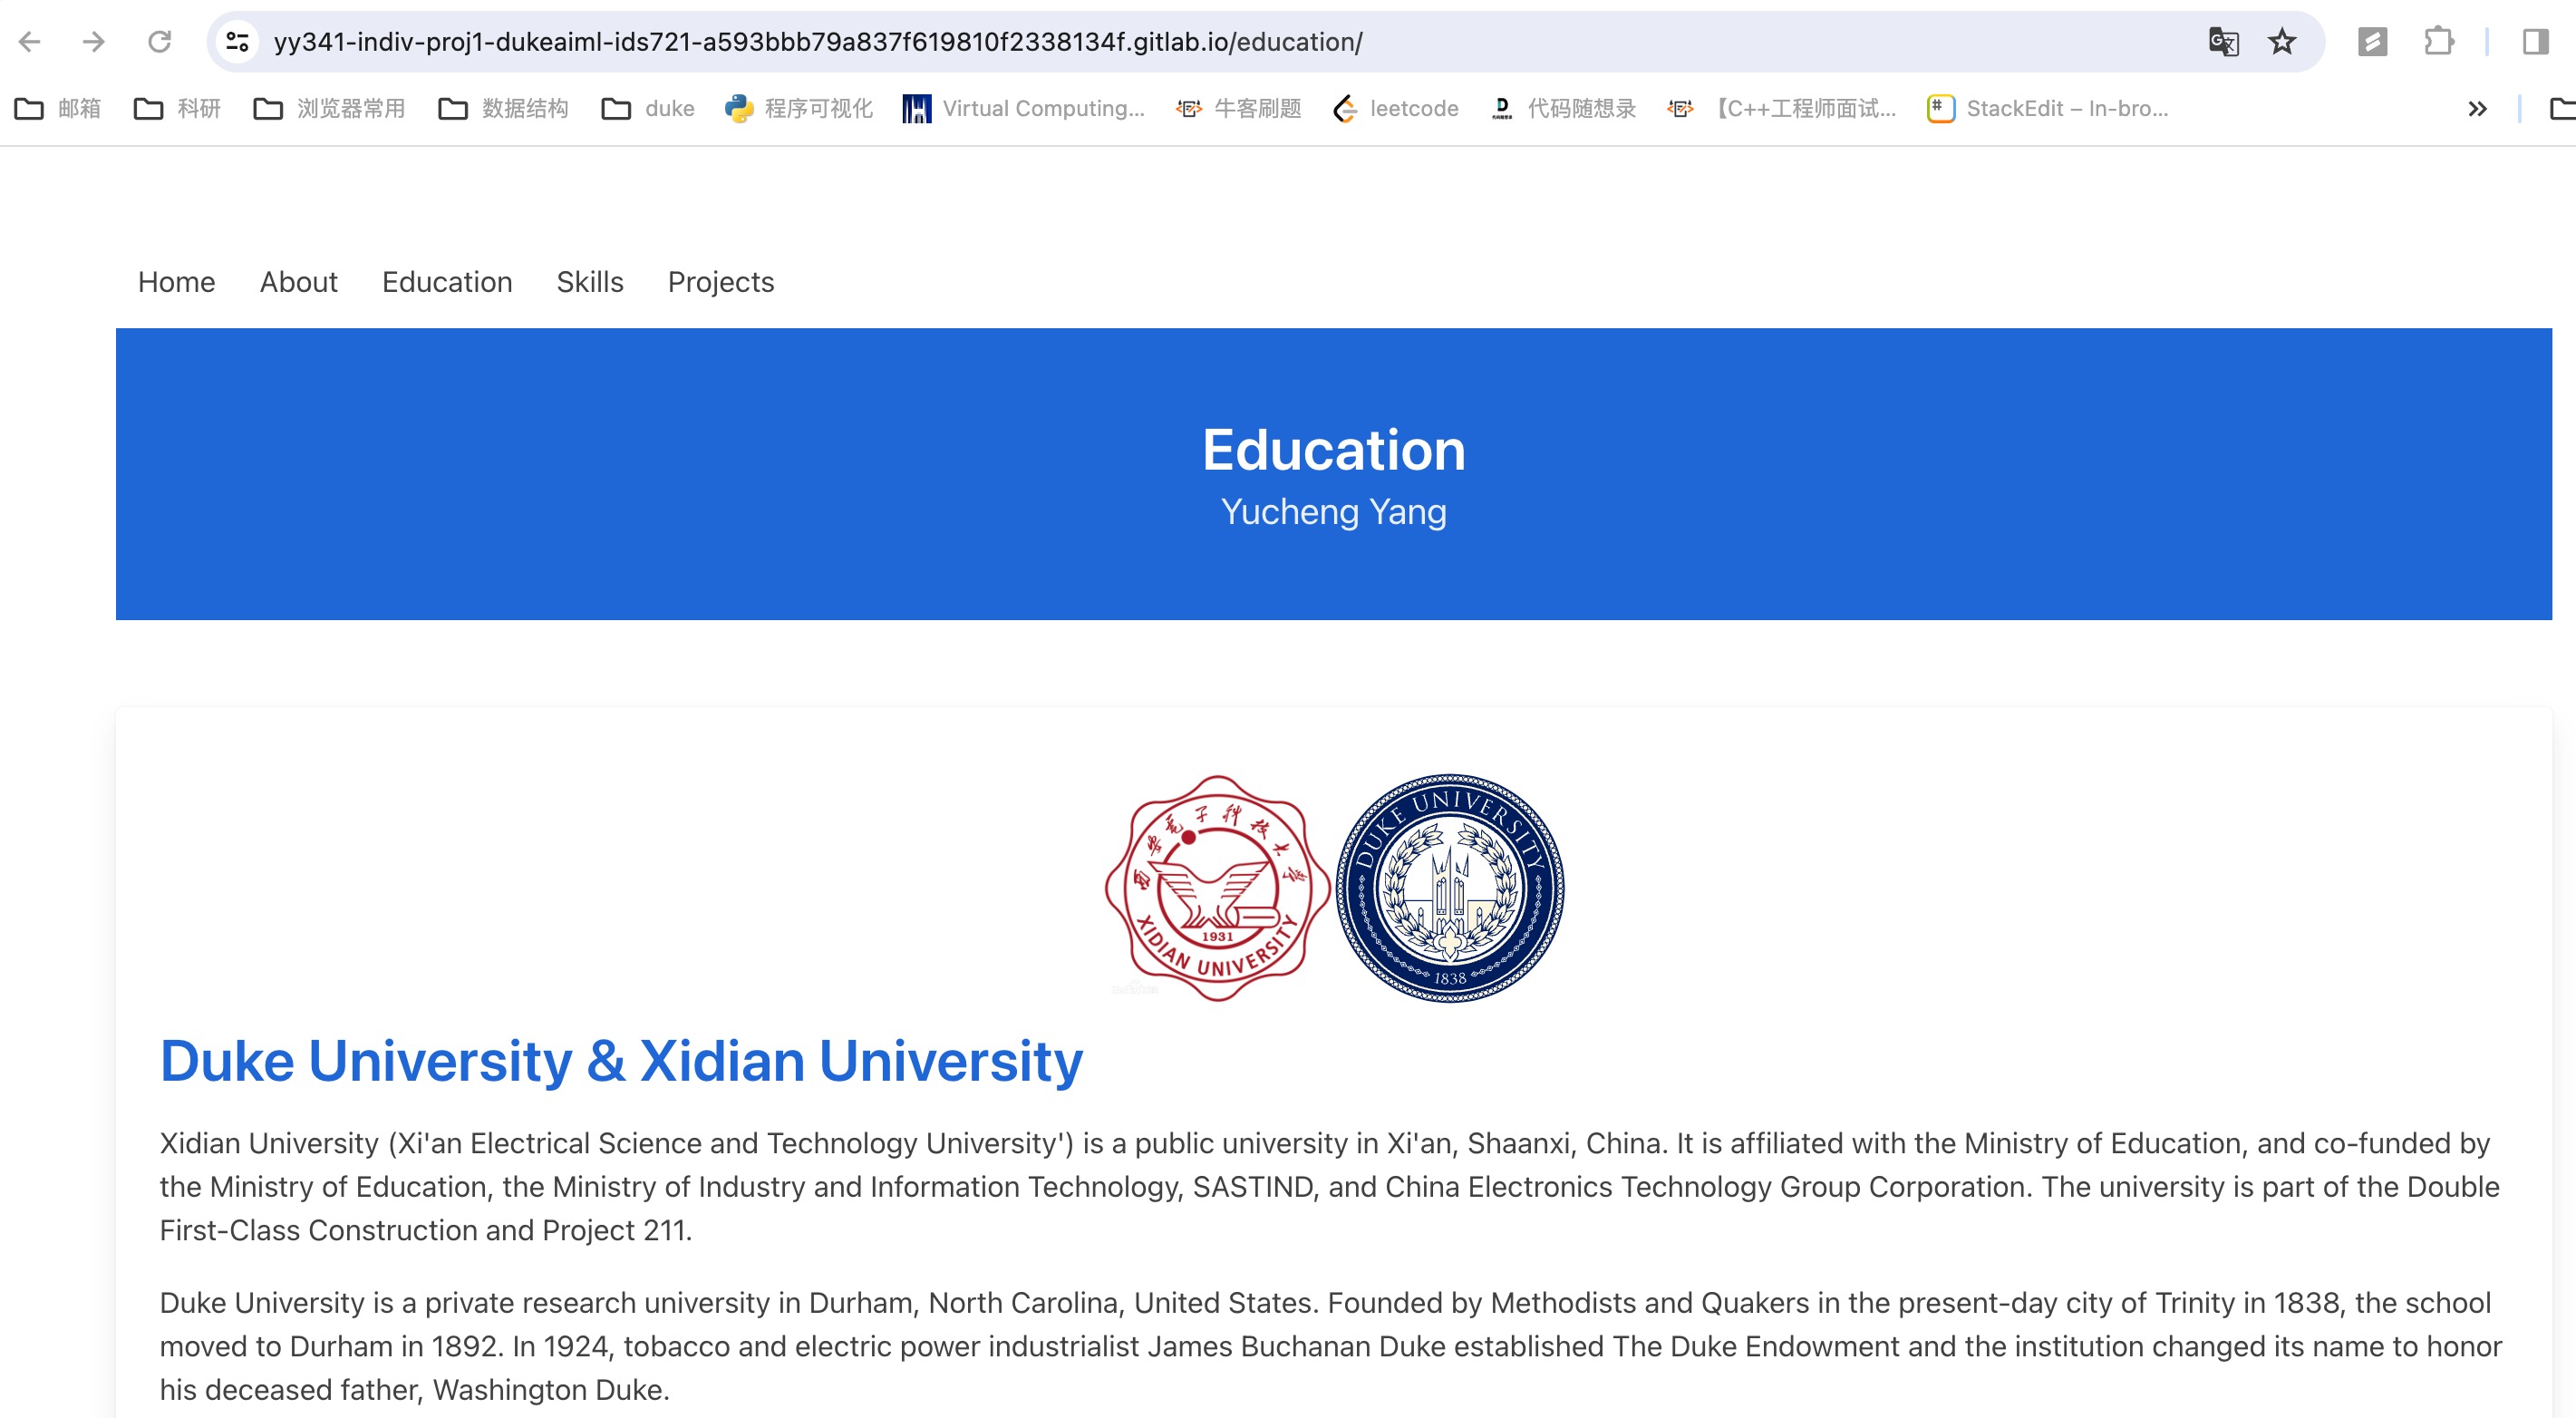 yy341-indiv-proj1-dukeaiml-ids721-a593bbb79a837f619810f2338134f.gitlab.io/education/
邮箱 科研 浏览器常用 数据结构 duke 程序可视化 Virtual Computing... 牛客刷题 leetcode 代码随想录 【C++工程师面试... StackEdit – In-bro...
Home About Education Skills Projects
Education
Yucheng Yang
西安电子科技大学
1931
XIDIAN UNIVERSITY
DUKE UNIVERSITY
1838
Duke University & Xidian University
Xidian University (Xi'an Electrical Science and Technology University') is a public university in Xi'an, Shaanxi, China. It is affiliated with the Ministry of Education, and co-funded by
the Ministry of Education, the Ministry of Industry and Information Technology, SASTIND, and China Electronics Technology Group Corporation. The university is part of the Double
First-Class Construction and Project 211.
Duke University is a private research university in Durham, North Carolina, United States. Founded by Methodists and Quakers in the present-day city of Trinity in 1838, the school
moved to Durham in 1892. In 1924, tobacco and electric power industrialist James Buchanan Duke established The Duke Endowment and the institution changed its name to honor
his deceased father, Washington Duke.